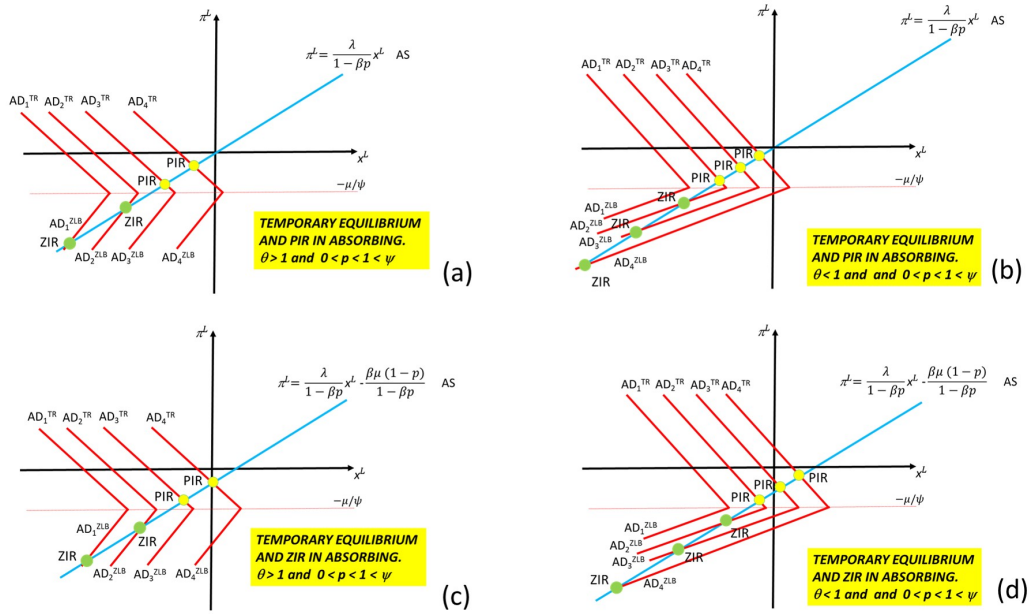 π^L
π^L = λ/(1 − βp) x^L AS
AD₁^TR AD₂^TR AD₃^TR AD₄^TR
PIR
x^L
PIR
−μ/ψ
AD₁^ZLB
ZIR
ZIR
AD₂^ZLB AD₃^ZLB AD₄^ZLB
TEMPORARY EQUILIBRIUM
AND PIR IN ABSORBING.
θ > 1 and 0 < p < 1 < ψ
(a)
π^L
π^L = λ/(1 − βp) x^L AS
AD₁^TR AD₂^TR AD₃^TR AD₄^TR
x^L
PIR
PIR
PIR
−μ/ψ
AD₁^ZLB
ZIR
AD₂^ZLB
ZIR
AD₃^ZLB
AD₄^ZLB
ZIR
TEMPORARY EQUILIBRIUM
AND PIR IN ABSORBING.
θ < 1 and and 0 < p < 1 < ψ
(b)
π^L
π^L = λ/(1 − βp) x^L - βμ (1 − p)/(1 − βp) AS
AD₁^TR AD₂^TR AD₃^TR AD₄^TR
x^L
PIR
PIR
−μ/ψ
AD₁^ZLB
ZIR
ZIR
AD₂^ZLB AD₃^ZLB AD₄^ZLB
TEMPORARY EQUILIBRIUM
AND ZIR IN ABSORBING.
θ > 1 and 0 < p < 1 < ψ
(c)
π^L
π^L = λ/(1 − βp) x^L - βμ (1 − p)/(1 − βp) AS
AD₁^TR AD₂^TR AD₃^TR AD₄^TR
x^L
PIR
PIR
PIR
−μ/ψ
AD₁^ZLB
ZIR
AD₂^ZLB
AD₃^ZLB
ZIR
ZIR
AD₄^ZLB
TEMPORARY EQUILIBRIUM
AND ZIR IN ABSORBING.
θ < 1 and and 0 < p < 1 < ψ
(d)